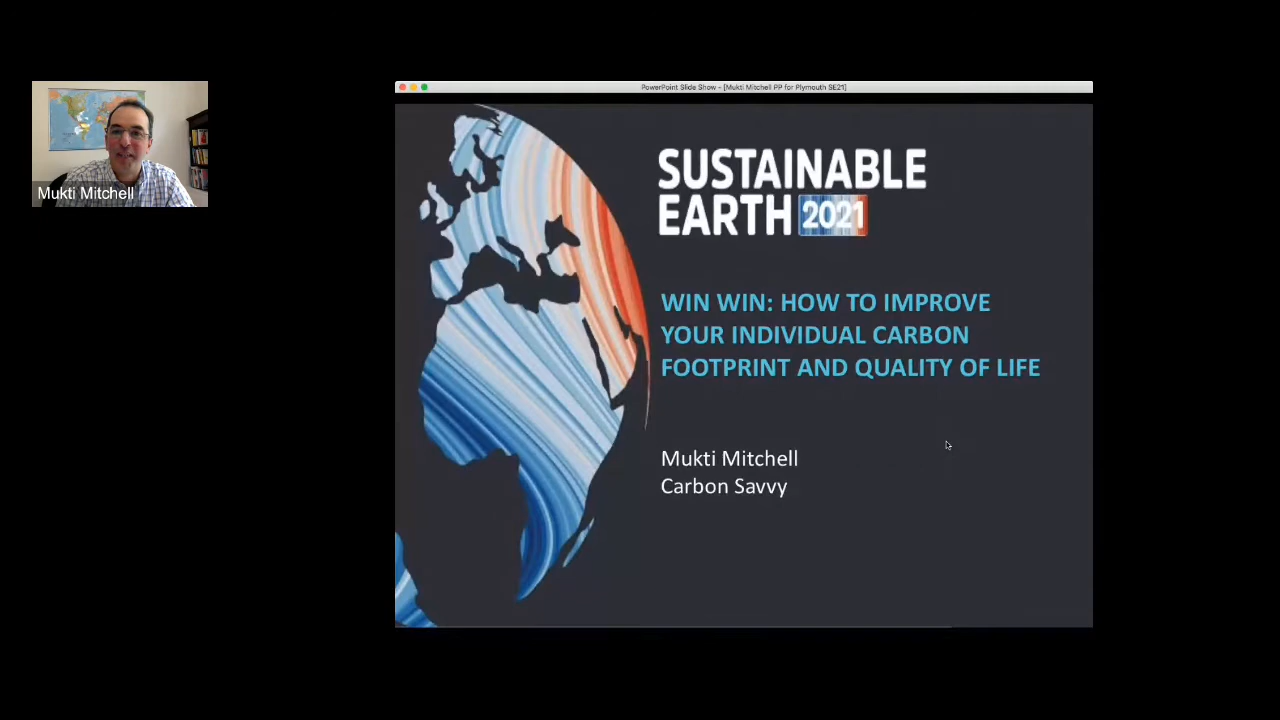 PowerPoint Slide Show - [Mukti Mitchell PP for Plymouth SE21]
Mukti Mitchell
SUSTAINABLE
EARTH 2021
WIN WIN: HOW TO IMPROVE
YOUR INDIVIDUAL CARBON
FOOTPRINT AND QUALITY OF LIFE
Mukti Mitchell
Carbon Savvy